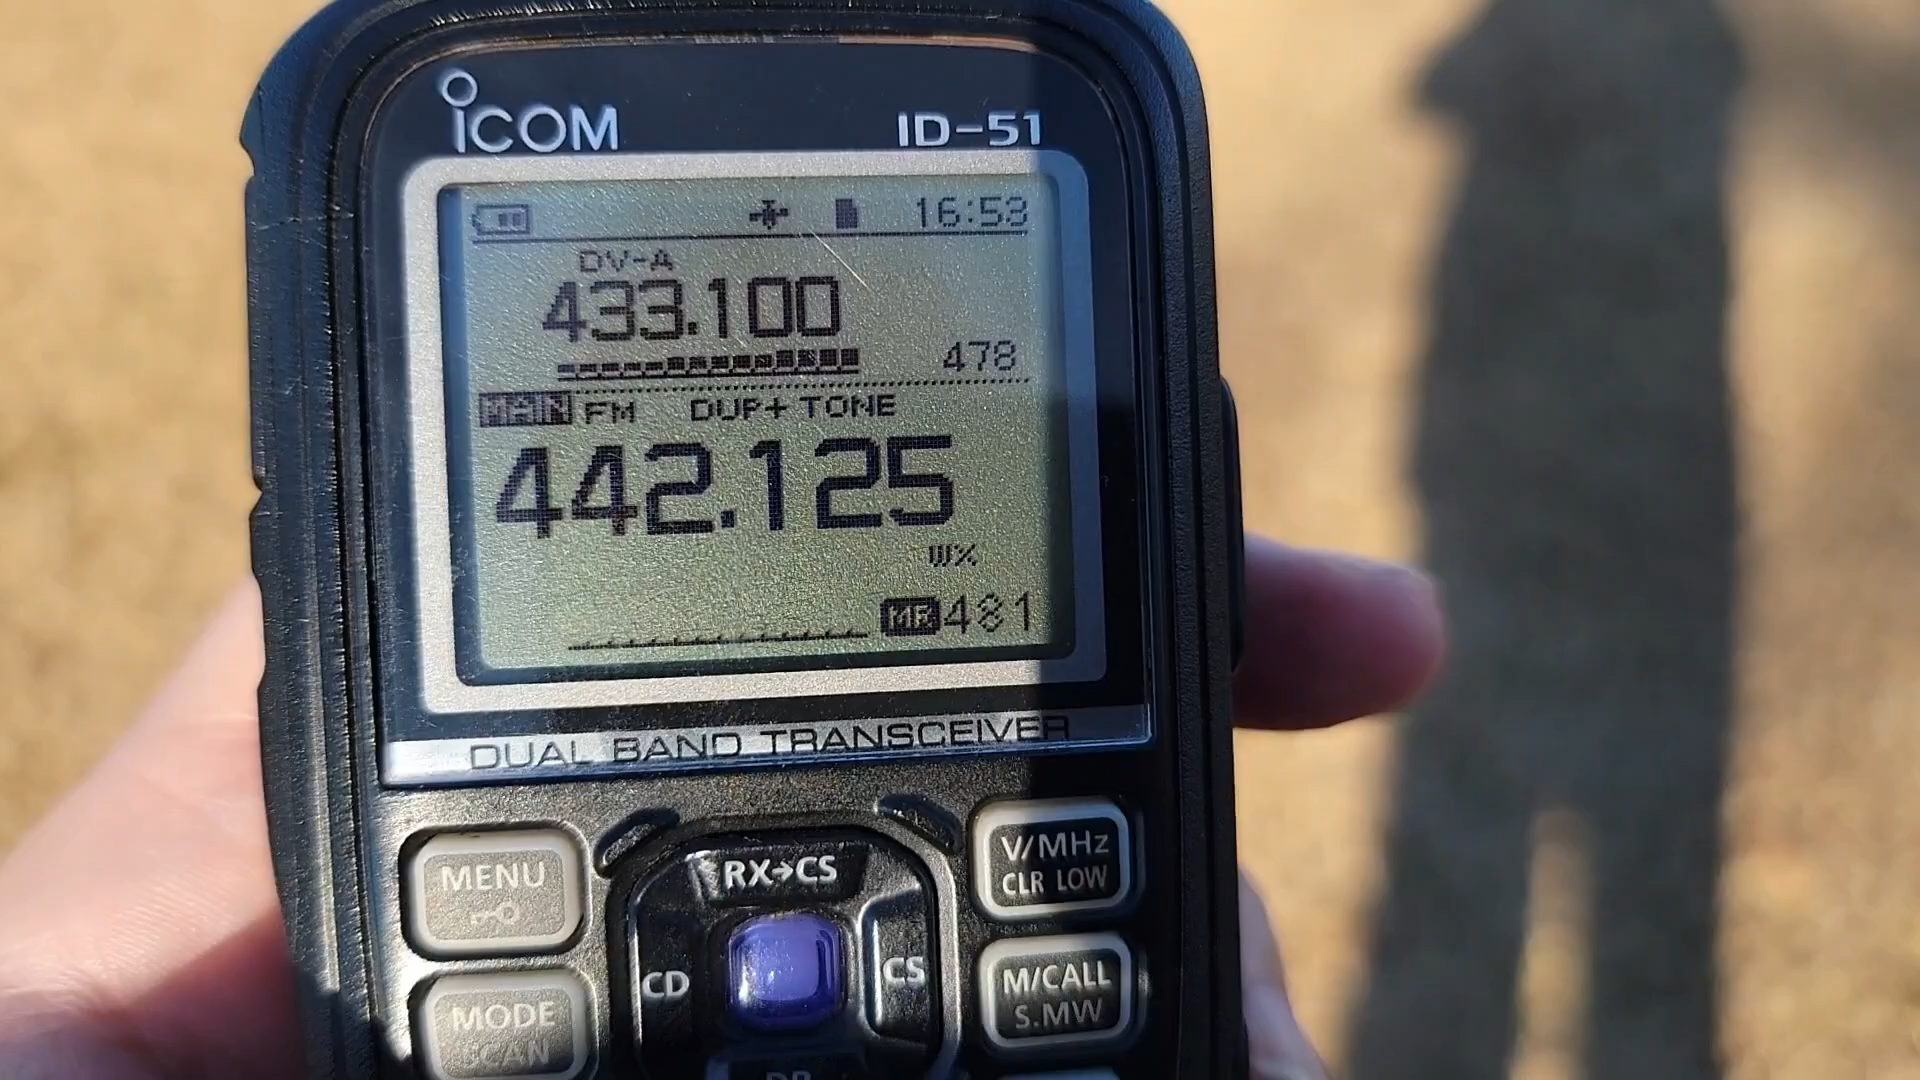 ICOM ID-51
16:53
DV-A
433.100
478
MAIN FM DUP+ TONE
442.125
WX
MR 481
DUAL BAND TRANSCEIVER
MENU
RX→CS
V/MHz
CLR LOW
CD
CS
M/CALL
S.MW
MODE
SCAN
DR